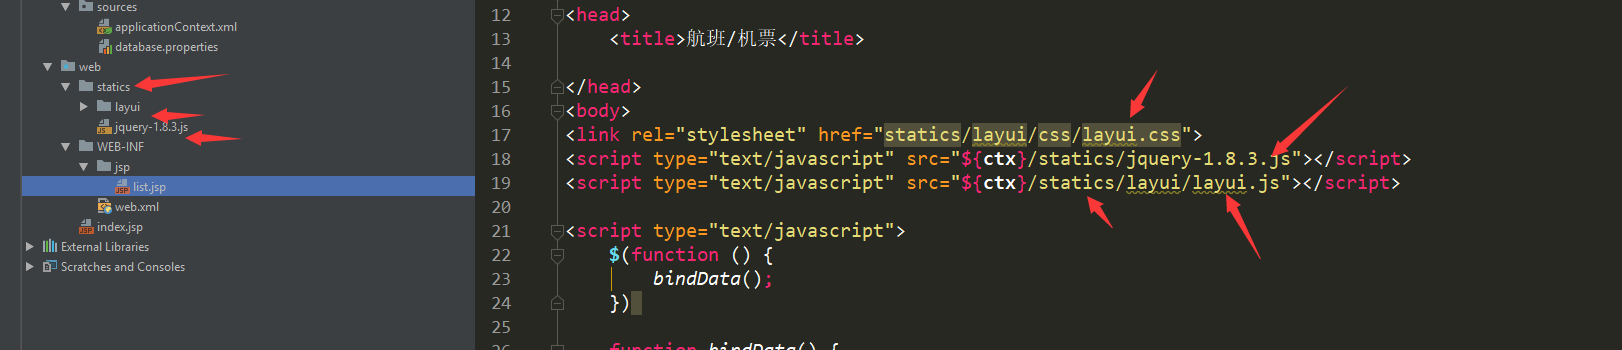 sources
applicationContext.xml
database.properties
web
statics
layui
jquery-1.8.3.js
WEB-INF
jsp
list.jsp
web.xml
index.jsp
External Libraries
Scratches and Consoles
12 <head>
13 <title>航班/机票</title>
14
15 </head>
16 <body>
17 <link rel="stylesheet" href="statics/layui/css/layui.css">
18 <script type="text/javascript" src="${ctx}/statics/jquery-1.8.3.js"></script>
19 <script type="text/javascript" src="${ctx}/statics/layui/layui.js"></script>
20
21 <script type="text/javascript">
22 $(function () {
23 bindData();
24 })
25
26 function bindData() {